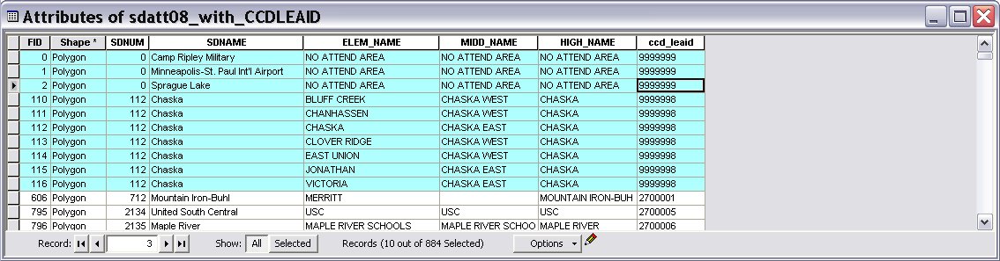 Attributes of sdatt08_with_CCDLEAID
FID Shape * SDNUM SDNAME ELEM_NAME MIDD_NAME HIGH_NAME ccd_leaid
0 Polygon 0 Camp Ripley Military NO ATTEND AREA NO ATTEND AREA NO ATTEND AREA 9999999
1 Polygon 0 Minneapolis-St. Paul Int'l Airport NO ATTEND AREA NO ATTEND AREA NO ATTEND AREA 9999999
2 Polygon 0 Sprague Lake NO ATTEND AREA NO ATTEND AREA NO ATTEND AREA 9999999
110 Polygon 112 Chaska BLUFF CREEK CHASKA WEST CHASKA 9999998
111 Polygon 112 Chaska CHANHASSEN CHASKA WEST CHASKA 9999998
112 Polygon 112 Chaska CHASKA CHASKA EAST CHASKA 9999998
113 Polygon 112 Chaska CLOVER RIDGE CHASKA WEST CHASKA 9999998
114 Polygon 112 Chaska EAST UNION CHASKA WEST CHASKA 9999998
115 Polygon 112 Chaska JONATHAN CHASKA EAST CHASKA 9999998
116 Polygon 112 Chaska VICTORIA CHASKA EAST CHASKA 9999998
606 Polygon 712 Mountain Iron-Buhl MERRITT MOUNTAIN IRON-BUH 2700001
795 Polygon 2134 United South Central USC USC USC 2700005
796 Polygon 2135 Maple River MAPLE RIVER SCHOOLS MAPLE RIVER SCHOO MAPLE RIVER 2700006
Record: 3 Show: All Selected Records (10 out of 884 Selected) Options